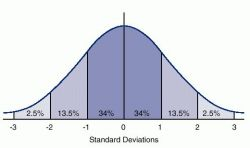 2.5% 13.5% 34% 34% 13.5% 2.5%
-3 -2 -1 0 1 2 3
Standard Deviations